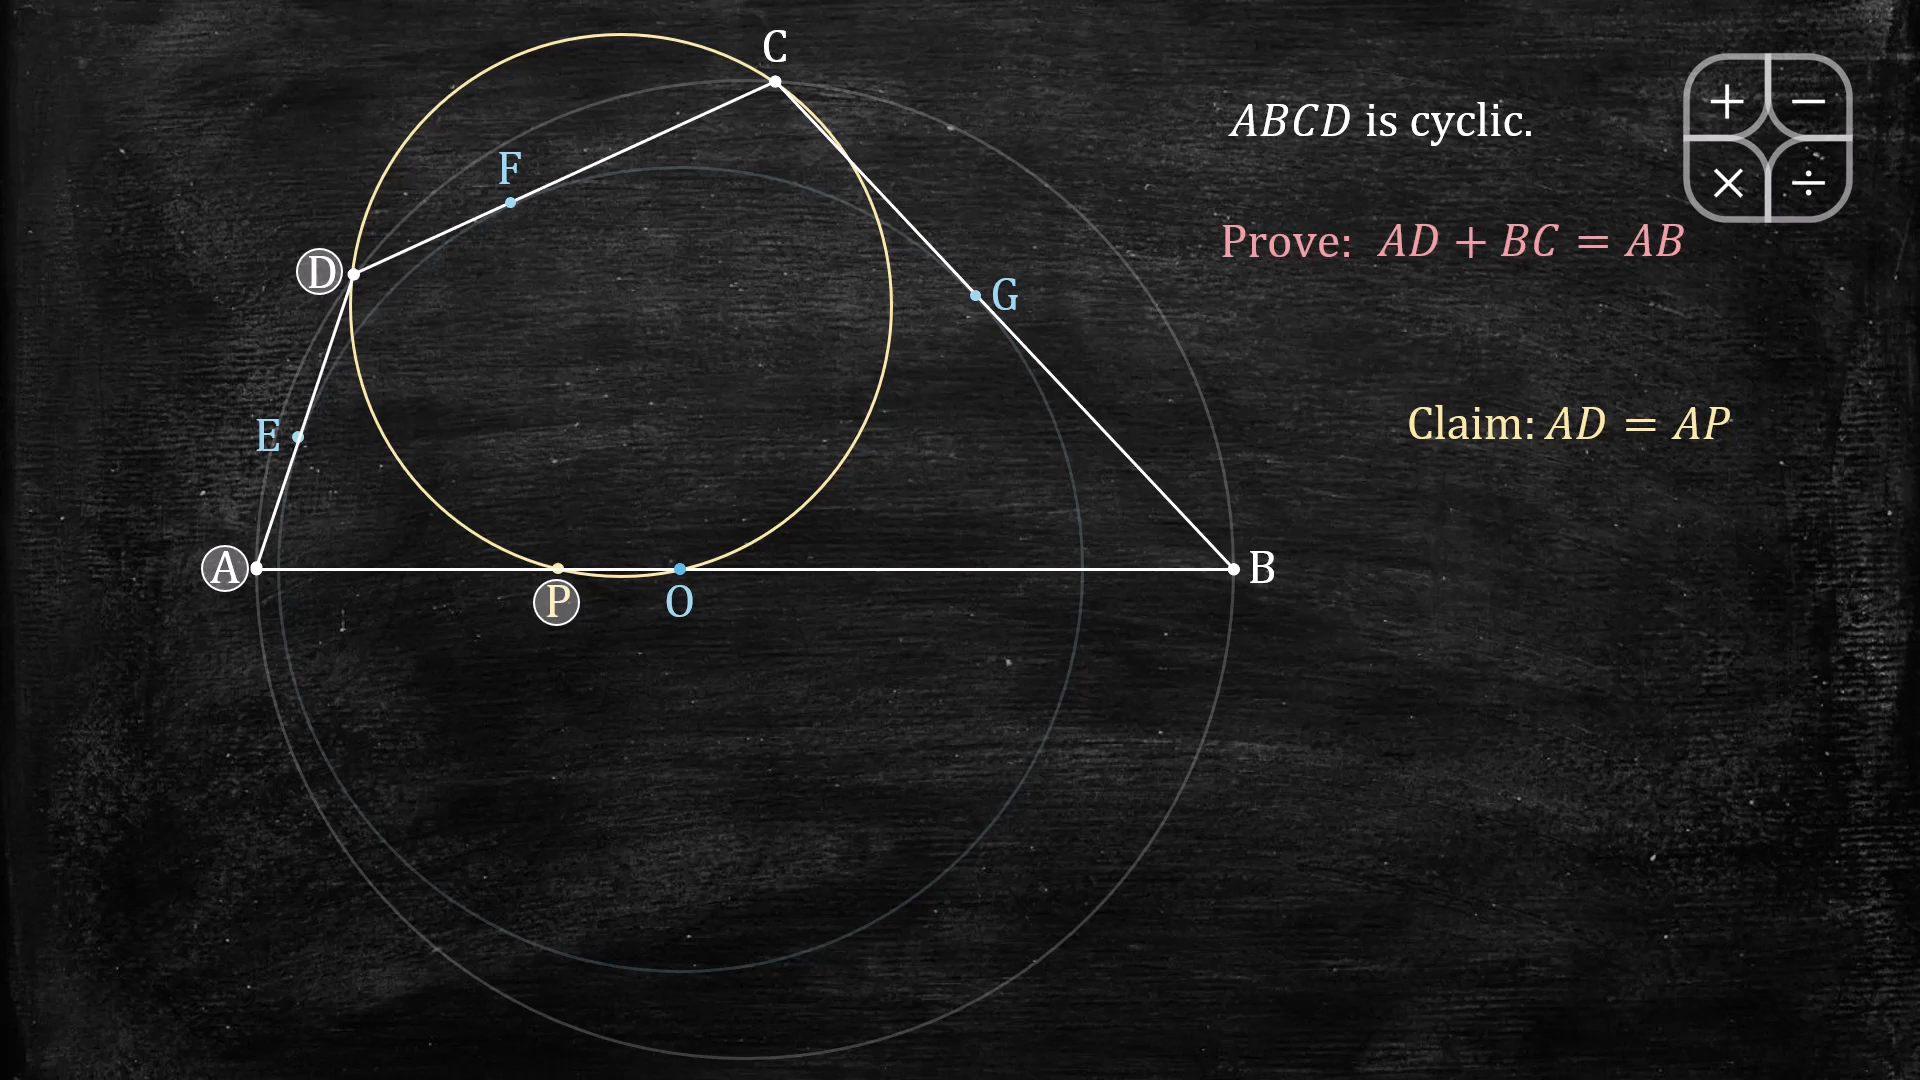 C
ABCD is cyclic.
+ −
× ÷
F
Prove: AD + BC = AB
D
G
Claim: AD = AP
E
A
B
P
O